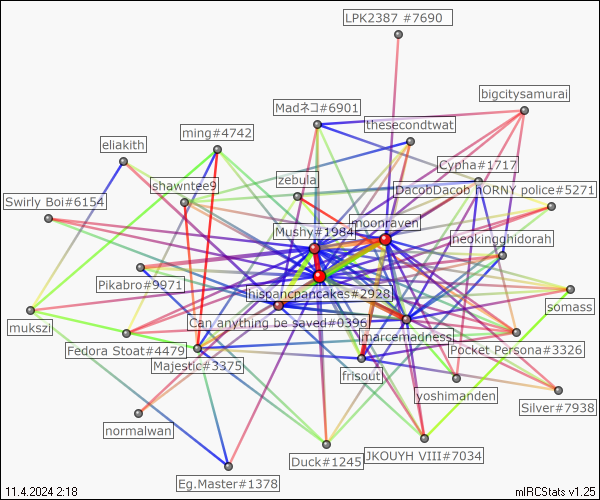 LPK2387 #7690
bigcitysamurai
Madネコ#6901
thesecondtwat
ming#4742
eliakith
Cypha#1717
zebula
shawntee9
Dacobbacob hORNY police#5271
Swirly Boi#6154
moonraven
Mushy#1984
neokingghidorah
Pikabro#9971
hispancpancakes#2928
somass
Can anything be saved#0396
mukszi
marcemadness
Fedora Stoat#4479
Pocket Persona#3326
Majestic#3375
frisout
yoshimanden
Silver#7938
normalwan
Duck#1245
JKOUYH VIII#7034
Eg.Master#1378
11.4.2024 2:18
mIRCStats v1.25